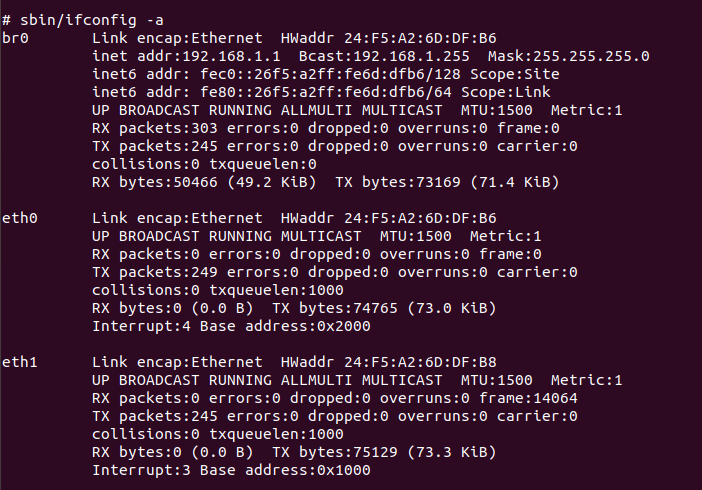 # sbin/ifconfig -a
br0       Link encap:Ethernet  HWaddr 24:F5:A2:6D:DF:B6
          inet addr:192.168.1.1  Bcast:192.168.1.255  Mask:255.255.255.0
          inet6 addr: fec0::26f5:a2ff:fe6d:dfb6/128 Scope:Site
          inet6 addr: fe80::26f5:a2ff:fe6d:dfb6/64 Scope:Link
          UP BROADCAST RUNNING ALLMULTI MULTICAST  MTU:1500  Metric:1
          RX packets:303 errors:0 dropped:0 overruns:0 frame:0
          TX packets:245 errors:0 dropped:0 overruns:0 carrier:0
          collisions:0 txqueuelen:0
          RX bytes:50466 (49.2 KiB)  TX bytes:73169 (71.4 KiB)

eth0      Link encap:Ethernet  HWaddr 24:F5:A2:6D:DF:B6
          UP BROADCAST RUNNING MULTICAST  MTU:1500  Metric:1
          RX packets:0 errors:0 dropped:0 overruns:0 frame:0
          TX packets:249 errors:0 dropped:0 overruns:0 carrier:0
          collisions:0 txqueuelen:1000
          RX bytes:0 (0.0 B)  TX bytes:74765 (73.0 KiB)
          Interrupt:4 Base address:0x2000

eth1      Link encap:Ethernet  HWaddr 24:F5:A2:6D:DF:B8
          UP BROADCAST RUNNING ALLMULTI MULTICAST  MTU:1500  Metric:1
          RX packets:0 errors:0 dropped:0 overruns:0 frame:14064
          TX packets:245 errors:0 dropped:0 overruns:0 carrier:0
          collisions:0 txqueuelen:1000
          RX bytes:0 (0.0 B)  TX bytes:75129 (73.3 KiB)
          Interrupt:3 Base address:0x1000